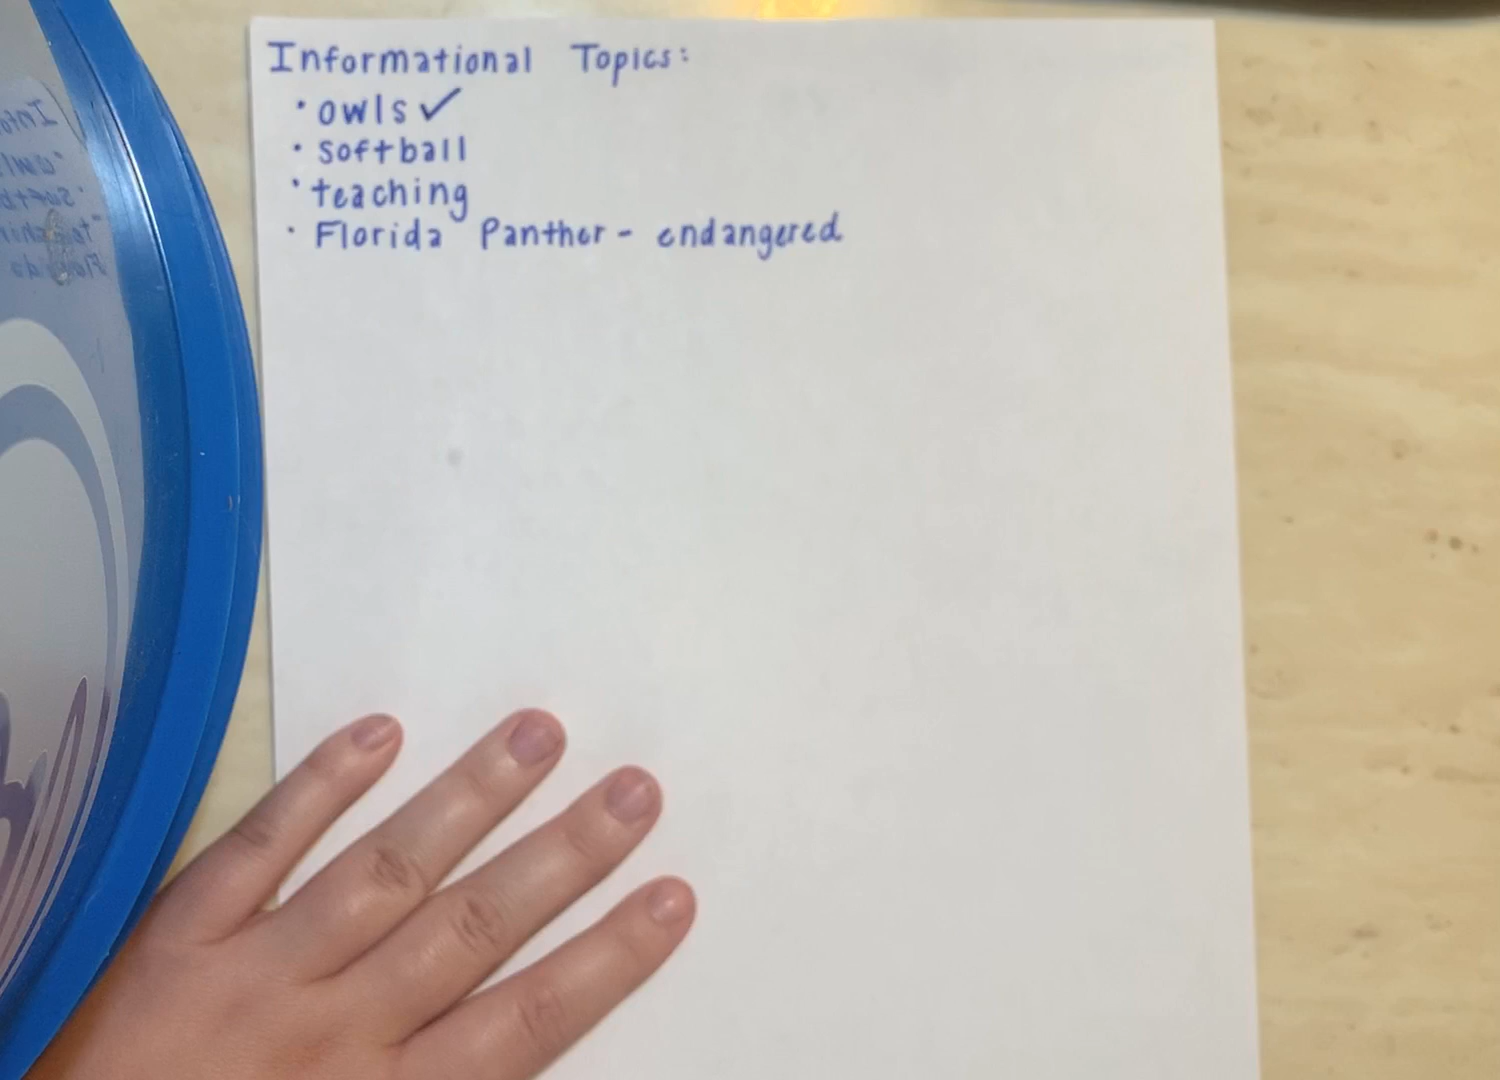 Informational Topics:
• owls ✓
• softball
• teaching
• Florida Panther - endangered